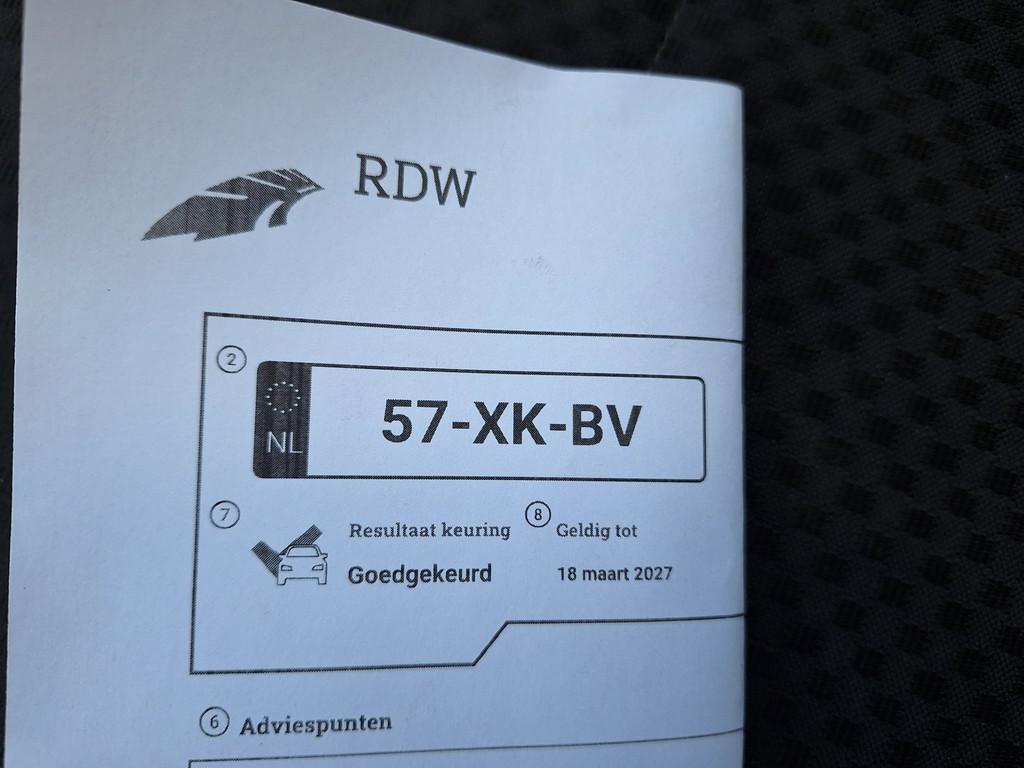 RDW
2
NL
57-XK-BV
7
Resultaat keuring
8
Geldig tot
Goedgekeurd
18 maart 2027
6
Adviespunten